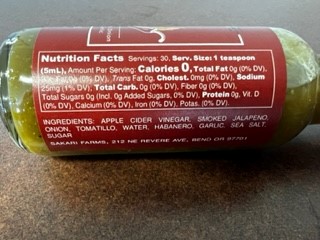 Nutrition Facts Servings: 30, Serv. Size: 1 teaspoon
(5mL), Amount Per Serving: Calories 0, Total Fat 0g (0% DV),
Sat. Fat 0g (0% DV), Trans Fat 0g, Cholest. 0mg (0% DV), Sodium
25mg (1% DV), Total Carb. 0g (0% DV), Fiber 0g (0% DV),
Total Sugars 0g (Incl. 0g Added Sugars, 0% DV), Protein 0g, Vit. D
(0% DV), Calcium (0% DV), Iron (0% DV), Potas. (0% DV).
INGREDIENTS: APPLE CIDER VINEGAR, SMOKED JALAPENO,
ONION, TOMATILLO, WATER, HABANERO, GARLIC, SEA SALT,
SUGAR
SAKARI FARMS, 212 NE REVERE AVE, BEND OR 97701